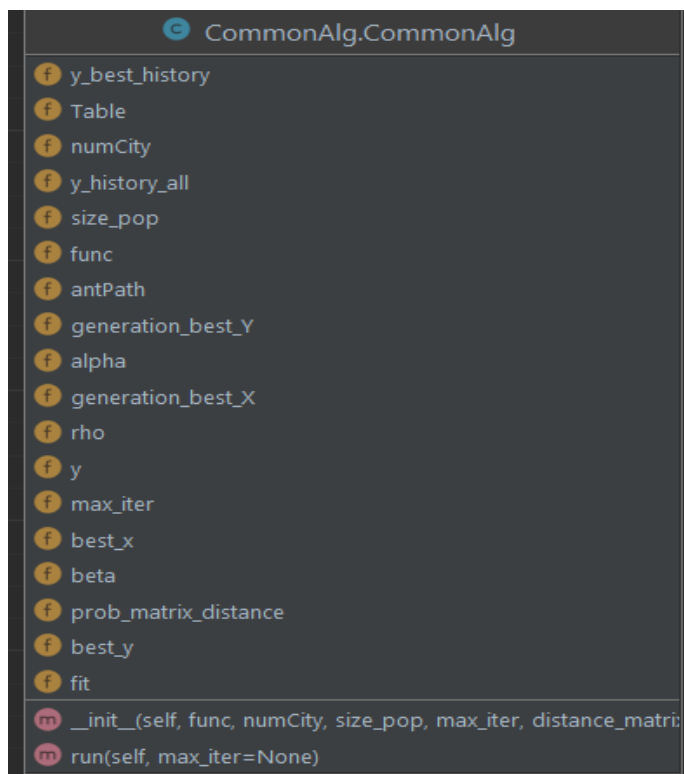 C CommonAlg.CommonAlg
f y_best_history
f Table
f numCity
f y_history_all
f size_pop
f func
f antPath
f generation_best_Y
f alpha
f generation_best_X
f rho
f y
f max_iter
f best_x
f beta
f prob_matrix_distance
f best_y
f fit
m __init__(self, func, numCity, size_pop, max_iter, distance_matri
m run(self, max_iter=None)